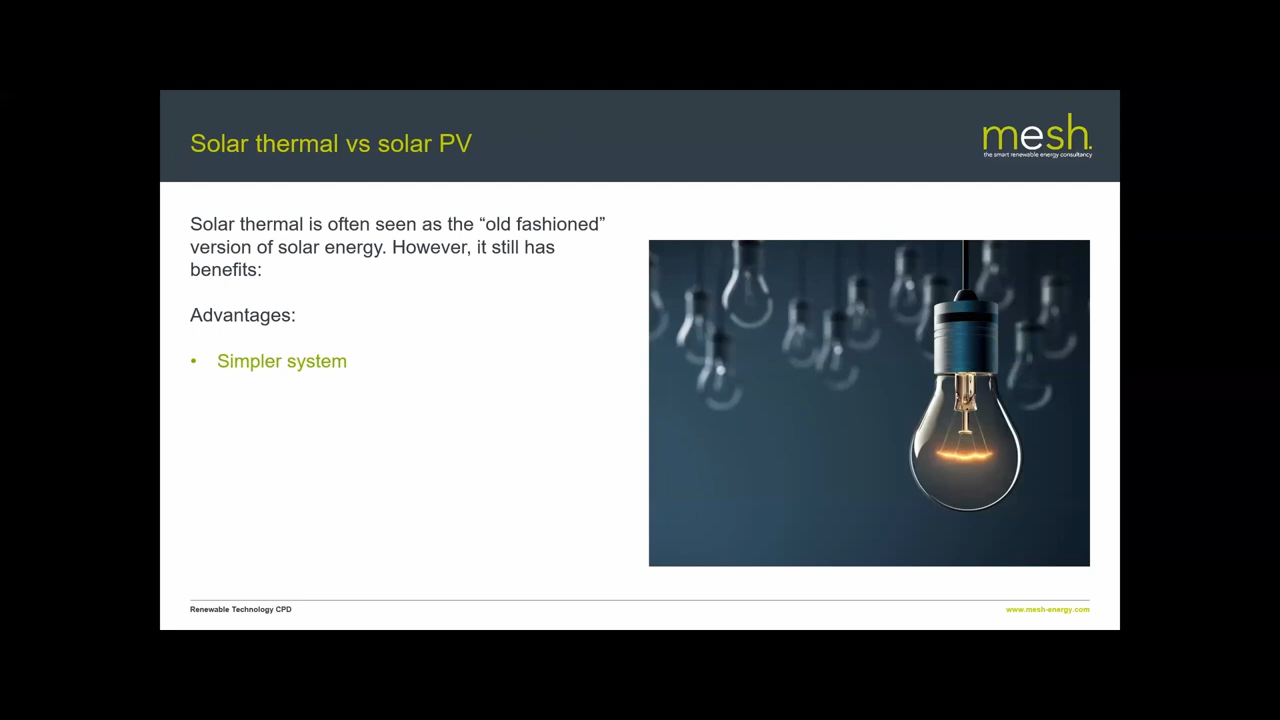 Solar thermal vs solar PV
mesh.
the smart renewable energy consultancy
Solar thermal is often seen as the “old fashioned”
version of solar energy. However, it still has
benefits:
Advantages:
• Simpler system
Renewable Technology CPD
www.mesh-energy.com